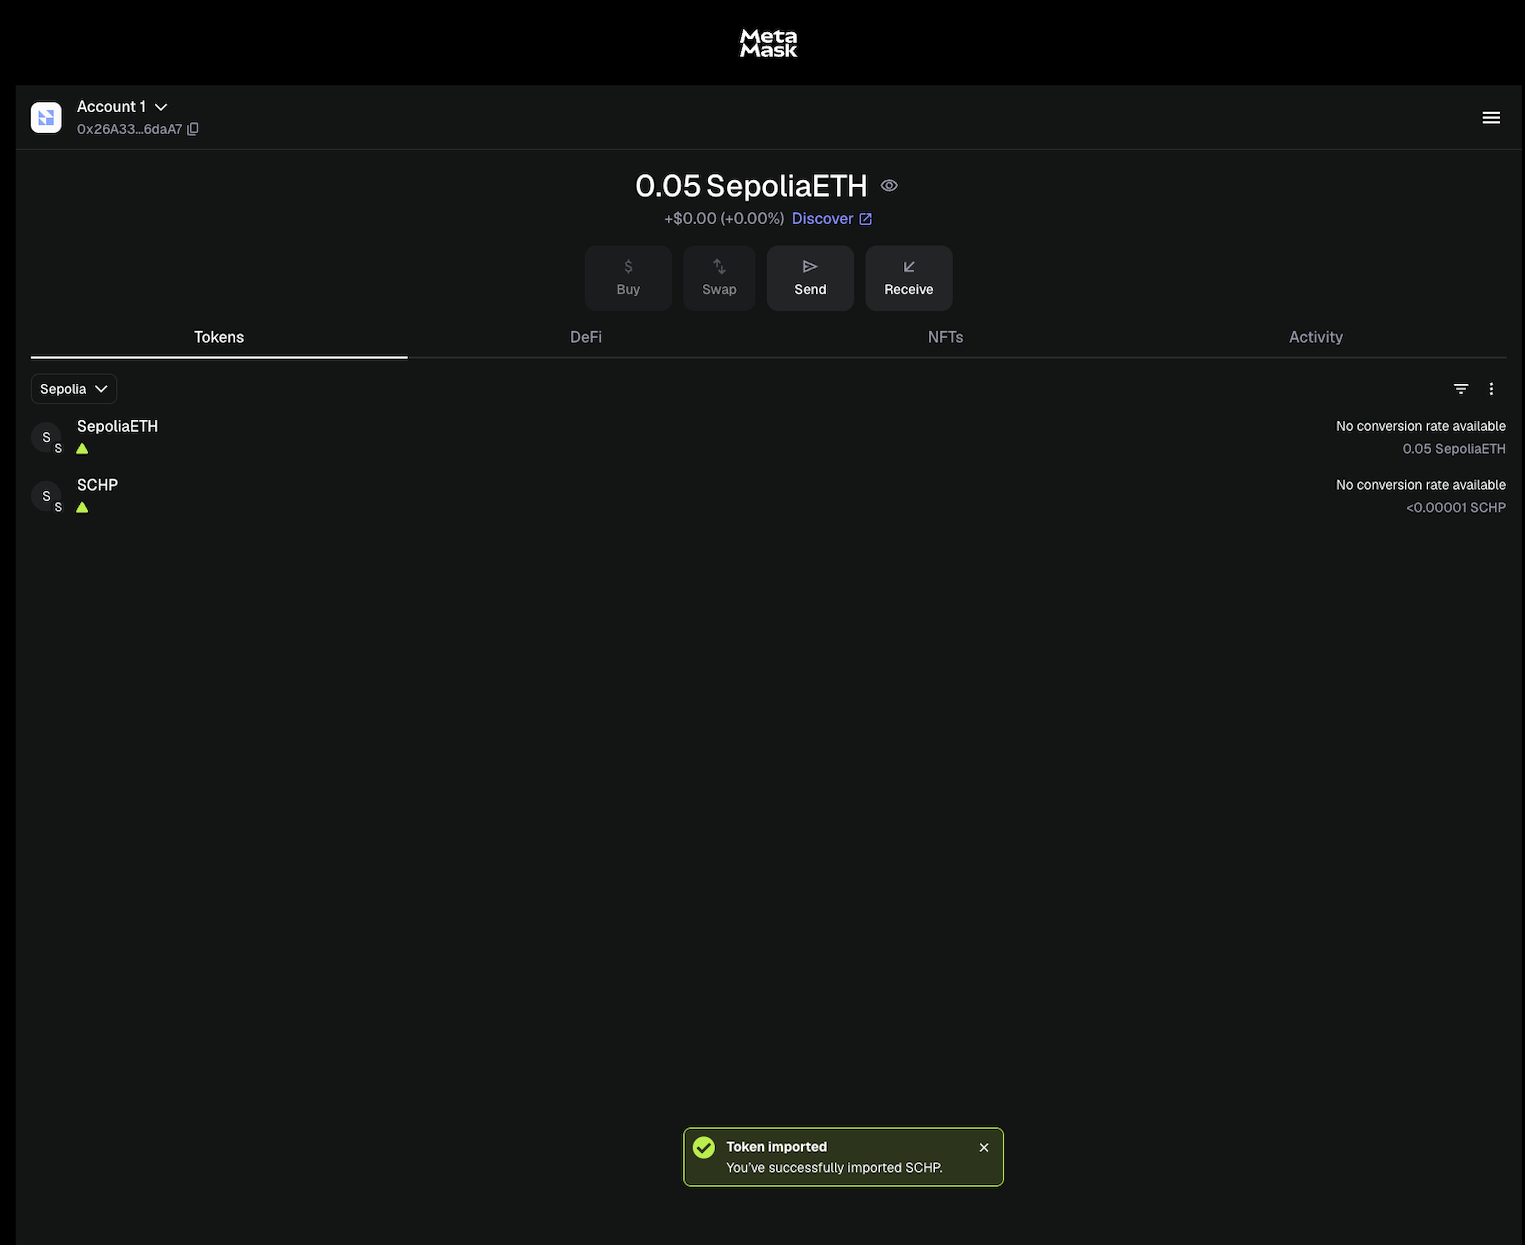 Meta
Mask
Account 1
0x26A33...6daA7
0.05 SepoliaETH
+$0.00 (+0.00%) Discover
$
Buy
Swap
Send
Receive
Tokens
DeFi
NFTs
Activity
Sepolia
S
S
SepoliaETH
No conversion rate available
0.05 SepoliaETH
S
S
SCHP
No conversion rate available
<0.00001 SCHP
Token imported
You've successfully imported SCHP.